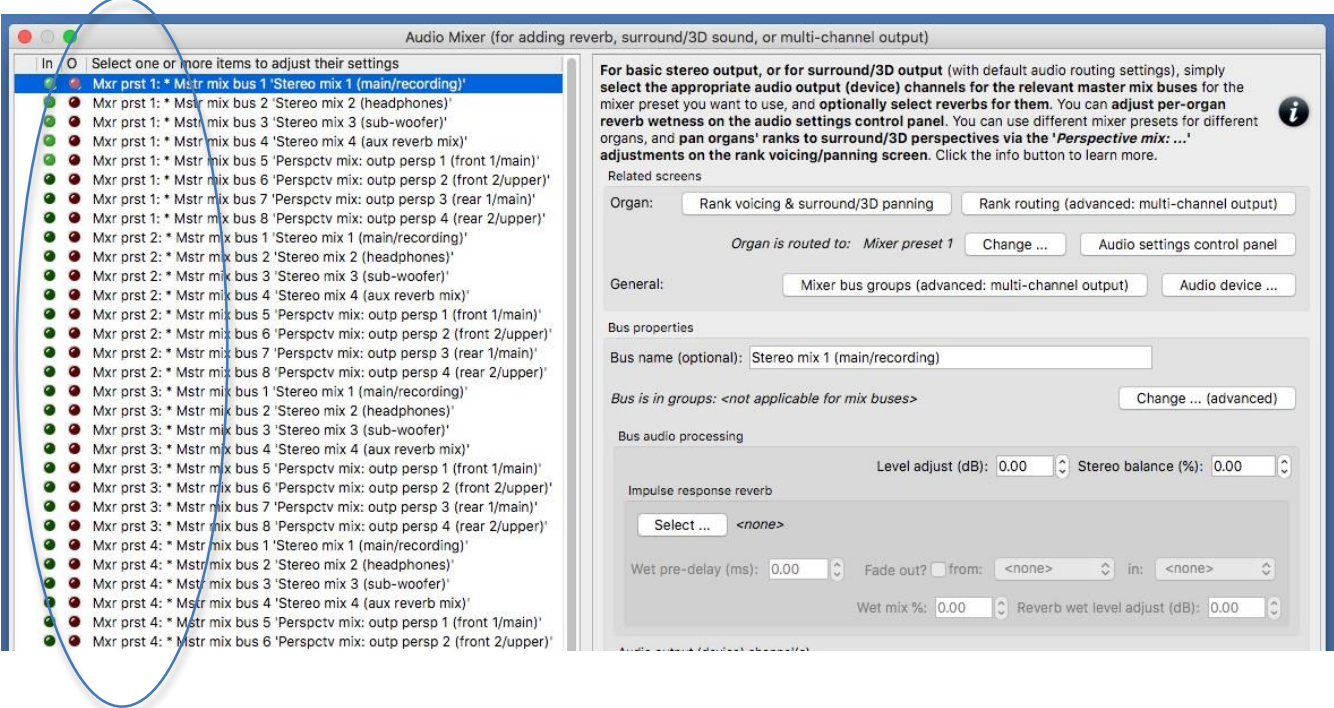 Audio Mixer (for adding reverb, surround/3D sound, or multi-channel output)
In O Select one or more items to adjust their settings
Mxr prst 1: * Mstr mix bus 1 'Stereo mix 1 (main/recording)'
Mxr prst 1: * Mstr mix bus 2 'Stereo mix 2 (headphones)'
Mxr prst 1: * Mstr mix bus 3 'Stereo mix 3 (sub-woofer)'
Mxr prst 1: * Mstr mix bus 4 'Stereo mix 4 (aux reverb mix)'
Mxr prst 1: * Mstr mix bus 5 'Perspctv mix: outp persp 1 (front 1/main)'
Mxr prst 1: * Mstr mix bus 6 'Perspctv mix: outp persp 2 (front 2/upper)'
Mxr prst 1: * Mstr mix bus 7 'Perspctv mix: outp persp 3 (rear 1/main)'
Mxr prst 1: * Mstr mix bus 8 'Perspctv mix: outp persp 4 (rear 2/upper)'
Mxr prst 2: * Mstr mix bus 1 'Stereo mix 1 (main/recording)'
Mxr prst 2: * Mstr mix bus 2 'Stereo mix 2 (headphones)'
Mxr prst 2: * Mstr mix bus 3 'Stereo mix 3 (sub-woofer)'
Mxr prst 2: * Mstr mix bus 4 'Stereo mix 4 (aux reverb mix)'
Mxr prst 2: * Mstr mix bus 5 'Perspctv mix: outp persp 1 (front 1/main)'
Mxr prst 2: * Mstr mix bus 6 'Perspctv mix: outp persp 2 (front 2/upper)'
Mxr prst 2: * Mstr mix bus 7 'Perspctv mix: outp persp 3 (rear 1/main)'
Mxr prst 2: * Mstr mix bus 8 'Perspctv mix: outp persp 4 (rear 2/upper)'
Mxr prst 3: * Mstr mix bus 1 'Stereo mix 1 (main/recording)'
Mxr prst 3: * Mstr mix bus 2 'Stereo mix 2 (headphones)'
Mxr prst 3: * Mstr mix bus 3 'Stereo mix 3 (sub-woofer)'
Mxr prst 3: * Mstr mix bus 4 'Stereo mix 4 (aux reverb mix)'
Mxr prst 3: * Mstr mix bus 5 'Perspctv mix: outp persp 1 (front 1/main)'
Mxr prst 3: * Mstr mix bus 6 'Perspctv mix: outp persp 2 (front 2/upper)'
Mxr prst 3: * Mstr mix bus 7 'Perspctv mix: outp persp 3 (rear 1/main)'
Mxr prst 3: * Mstr mix bus 8 'Perspctv mix: outp persp 4 (rear 2/upper)'
Mxr prst 4: * Mstr mix bus 1 'Stereo mix 1 (main/recording)'
Mxr prst 4: * Mstr mix bus 2 'Stereo mix 2 (headphones)'
Mxr prst 4: * Mstr mix bus 3 'Stereo mix 3 (sub-woofer)'
Mxr prst 4: * Mstr mix bus 4 'Stereo mix 4 (aux reverb mix)'
Mxr prst 4: * Mstr mix bus 5 'Perspctv mix: outp persp 1 (front 1/main)'
Mxr prst 4: * Mstr mix bus 6 'Perspctv mix: outp persp 2 (front 2/upper)'
For basic stereo output, or for surround/3D output (with default audio routing settings), simply
select the appropriate audio output (device) channels for the relevant master mix buses for the
mixer preset you want to use, and optionally select reverbs for them. You can adjust per-organ
reverb wetness on the audio settings control panel. You can use different mixer presets for different
organs, and pan organs' ranks to surround/3D perspectives via the 'Perspective mix: ...'
adjustments on the rank voicing/panning screen. Click the info button to learn more.
i
Related screens
Organ: Rank voicing & surround/3D panning Rank routing (advanced: multi-channel output)
Organ is routed to: Mixer preset 1 Change ... Audio settings control panel
General: Mixer bus groups (advanced: multi-channel output) Audio device ...
Bus properties
Bus name (optional): Stereo mix 1 (main/recording)
Bus is in groups: <not applicable for mix buses> Change ... (advanced)
Bus audio processing
Level adjust (dB): 0.00 Stereo balance (%): 0.00
Impulse response reverb
Select ... <none>
Wet pre-delay (ms): 0.00 Fade out? from: <none> in: <none>
Wet mix %: 0.00 Reverb wet level adjust (dB): 0.00
Audio output (device) channel(s)